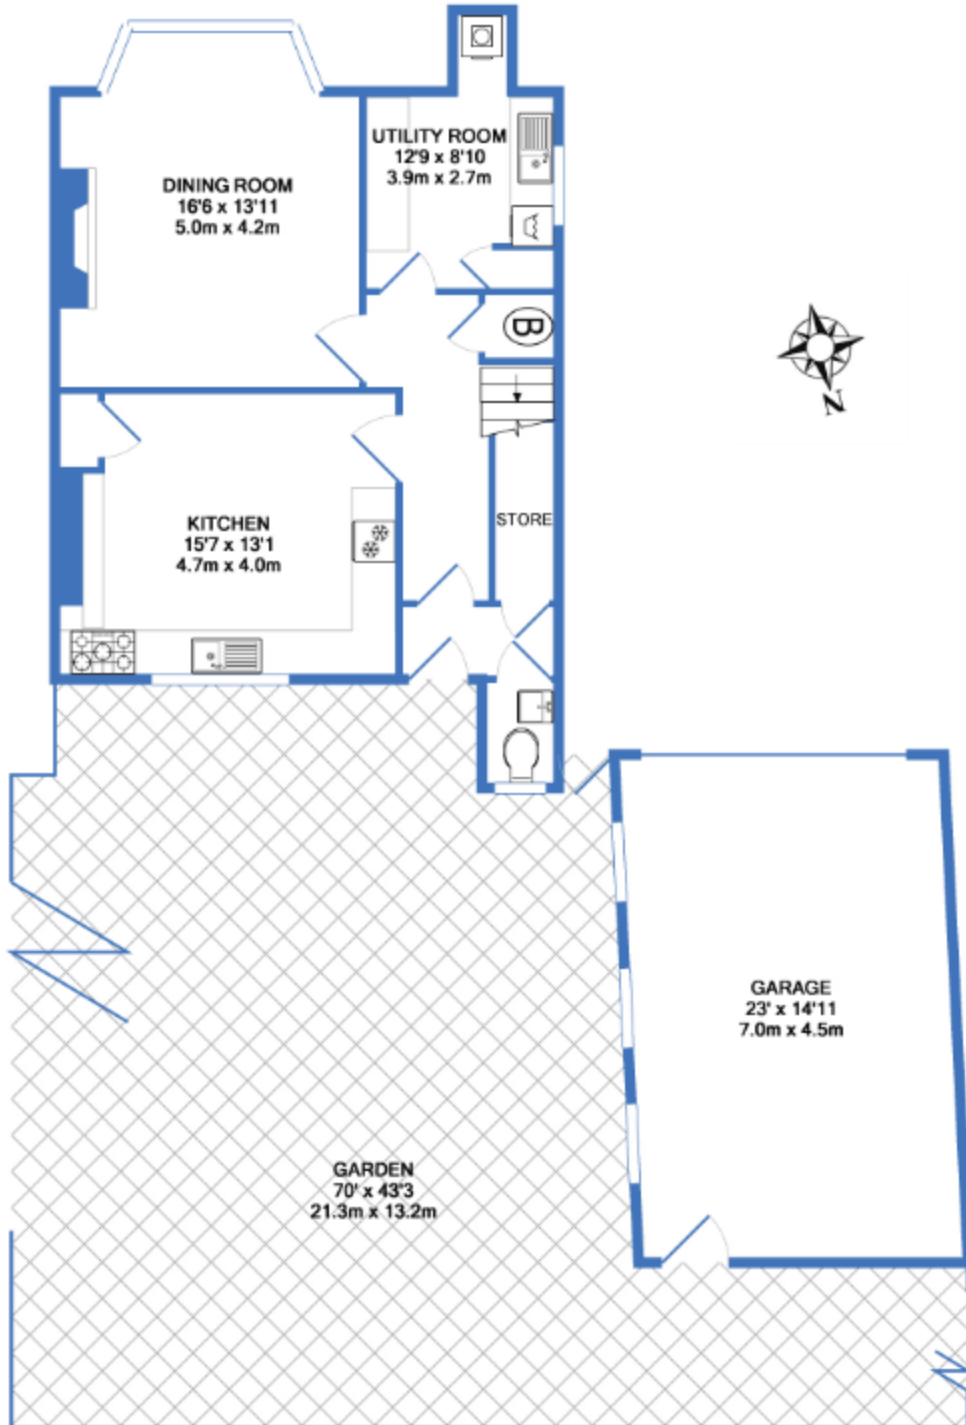 UTILITY ROOM
12'9 x 8'10
3.9m x 2.7m
DINING ROOM
16'6 x 13'11
5.0m x 4.2m
B
N
KITCHEN
15'7 x 13'1
4.7m x 4.0m
STORE
GARAGE
23' x 14'11
7.0m x 4.5m
GARDEN
70' x 43'3
21.3m x 13.2m